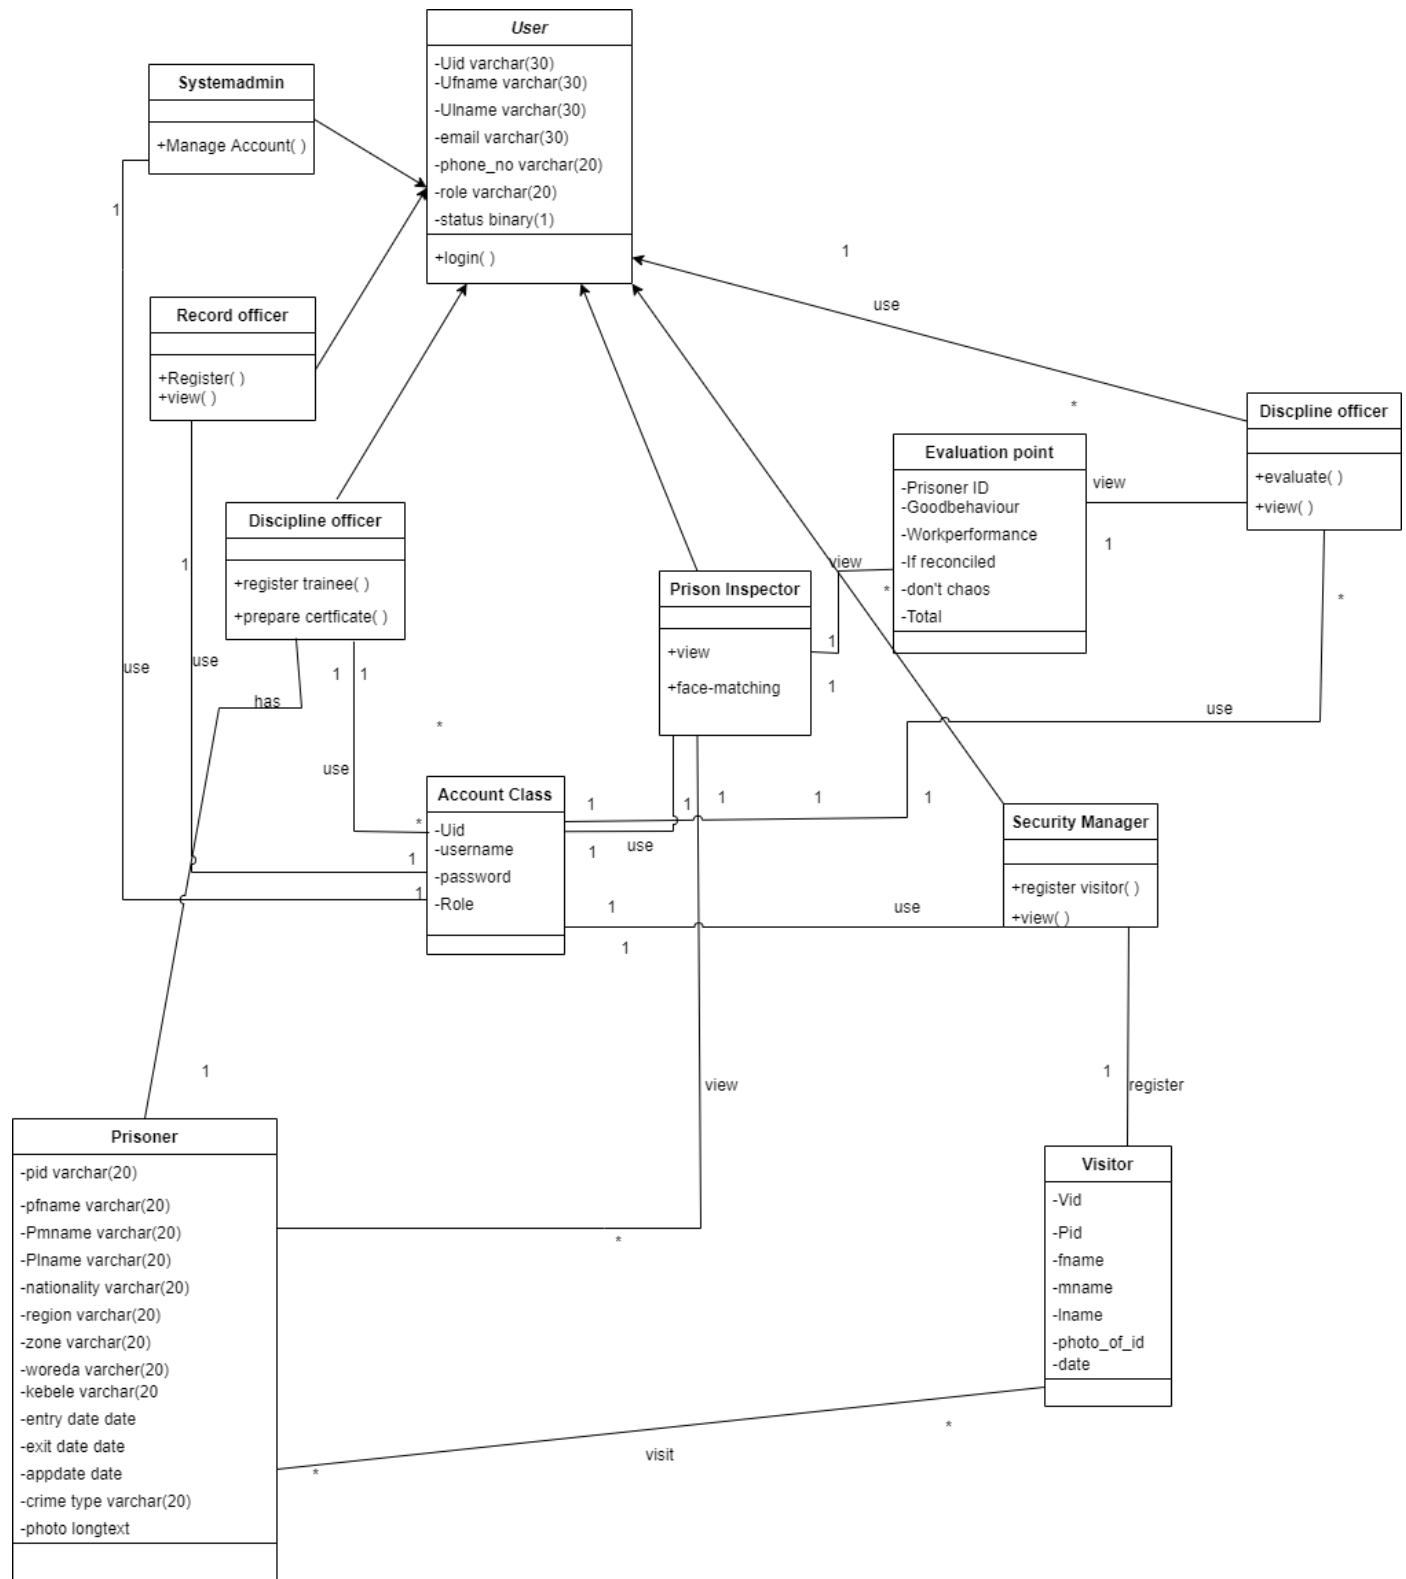 User
-Uid varchar(30)
-Ufname varchar(30)
-Ulname varchar(30)
-email varchar(30)
-phone_no varchar(20)
-role varchar(20)
-status binary(1)
+login( )
Systemadmin
+Manage Account( )
1
Record officer
+Register( )
+view( )
1
use
use
Discipline officer
+register trainee( )
+prepare certficate( )
has
1
1
use
*
*
Prison Inspector
+view
+face-matching
view
1
1
*
Evaluation point
-Prisoner ID
-Goodbehaviour
-Workperformance
-If reconciled
-don't chaos
-Total
1
use
*
view
1
Discpline officer
+evaluate( )
+view( )
*
use
Account Class
-Uid
-username
-password
-Role
1
1
1
1
use
1
1
1
1
1
1
use
1
Security Manager
+register visitor( )
+view( )
1
register
view
*
1
Prisoner
-pid varchar(20)
-pfname varchar(20)
-Pmname varchar(20)
-Plname varchar(20)
-nationality varchar(20)
-region varchar(20)
-zone varchar(20)
-woreda varcher(20)
-kebele varchar(20
-entry date date
-exit date date
-appdate date
-crime type varchar(20)
-photo longtext
*
visit
*
Visitor
-Vid
-Pid
-fname
-mname
-lname
-photo_of_id
-date